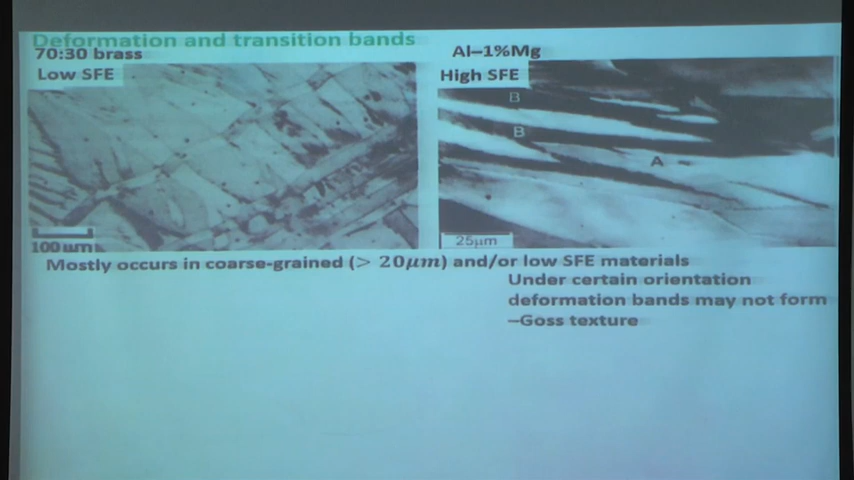 Deformation and transition bands
70:30 brass
Low SFE
Al–1%Mg
High SFE
B
B
A
100 µm
25µm
Mostly occurs in coarse-grained (> 20µm) and/or low SFE materials
Under certain orientation
deformation bands may not form
–Goss texture